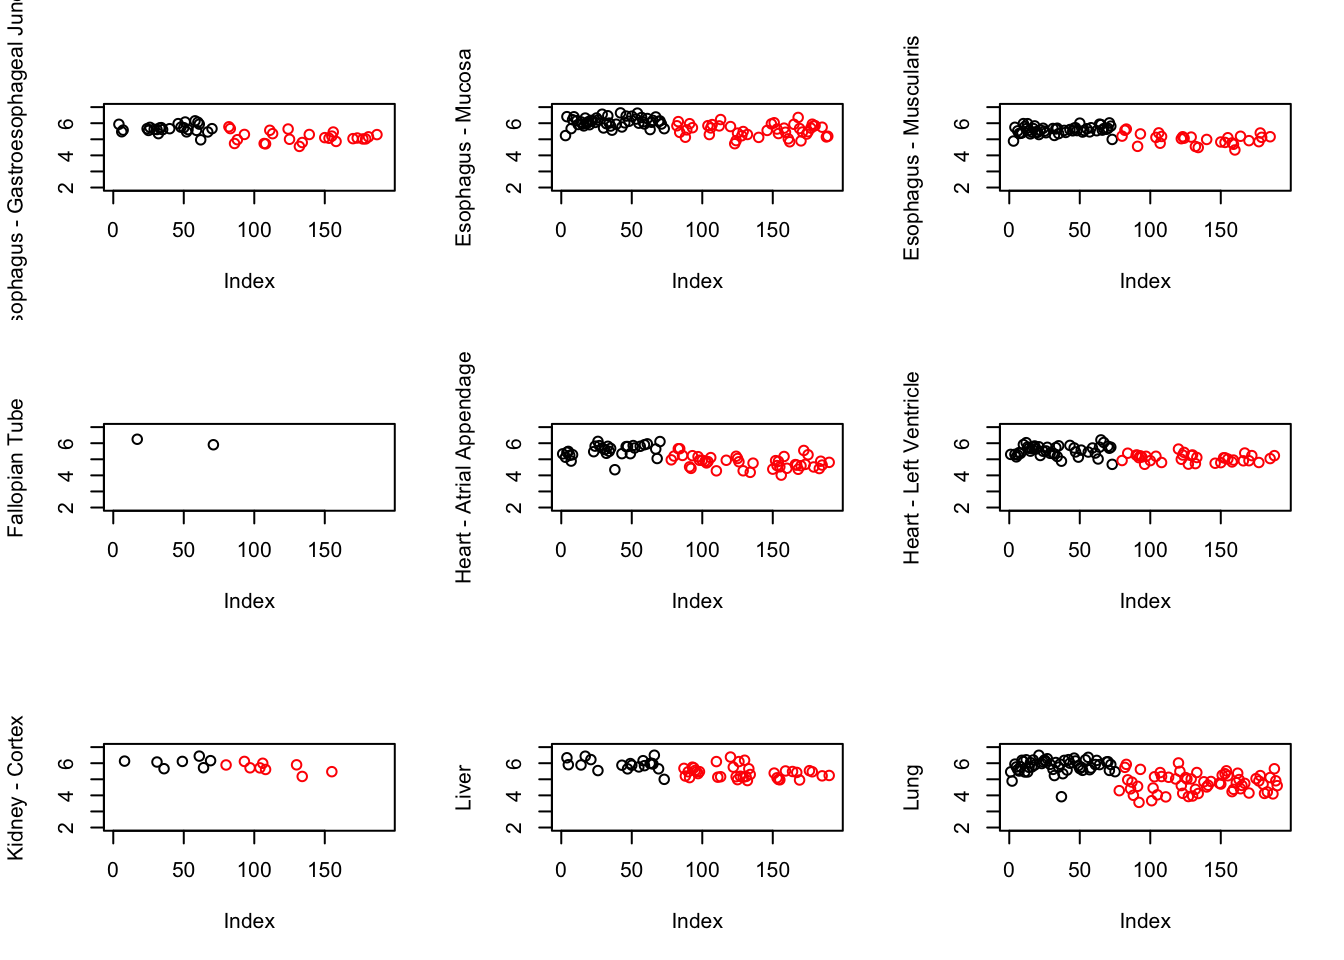 sophagus - Gastroesophageal Junc
2 4 6
0 50 100 150
Index
Esophagus - Mucosa
2 4 6
0 50 100 150
Index
Esophagus - Muscularis
2 4 6
0 50 100 150
Index
Fallopian Tube
2 4 6
0 50 100 150
Index
Heart - Atrial Appendage
2 4 6
0 50 100 150
Index
Heart - Left Ventricle
2 4 6
0 50 100 150
Index
Kidney - Cortex
2 4 6
0 50 100 150
Index
Liver
2 4 6
0 50 100 150
Index
Lung
2 4 6
0 50 100 150
Index